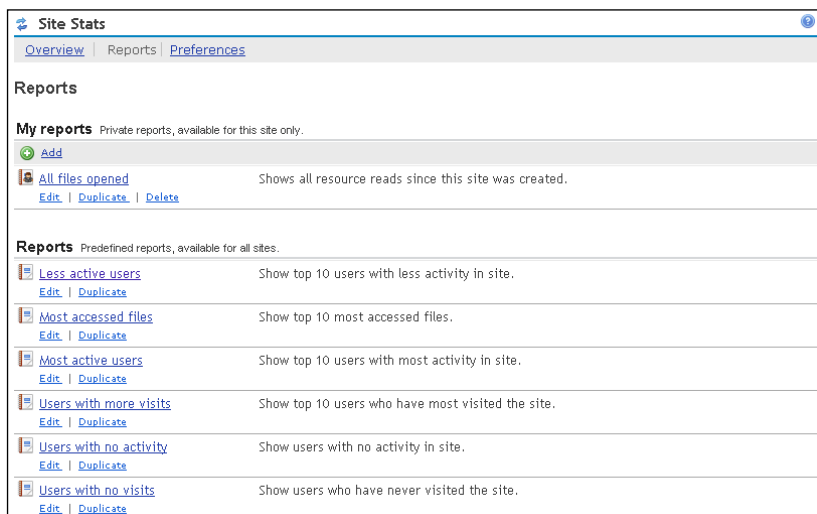 Site Stats
Overview | Reports | Preferences
Reports
My reports Private reports, available for this site only.
Add
All files opened Shows all resource reads since this site was created.
Edit | Duplicate | Delete
Reports Predefined reports, available for all sites.
Less active users Show top 10 users with less activity in site.
Edit | Duplicate
Most accessed files Show top 10 most accessed files.
Edit | Duplicate
Most active users Show top 10 users with most activity in site.
Edit | Duplicate
Users with more visits Show top 10 users who have most visited the site.
Edit | Duplicate
Users with no activity Show users with no activity in site.
Edit | Duplicate
Users with no visits Show users who have never visited the site.
Edit | Duplicate